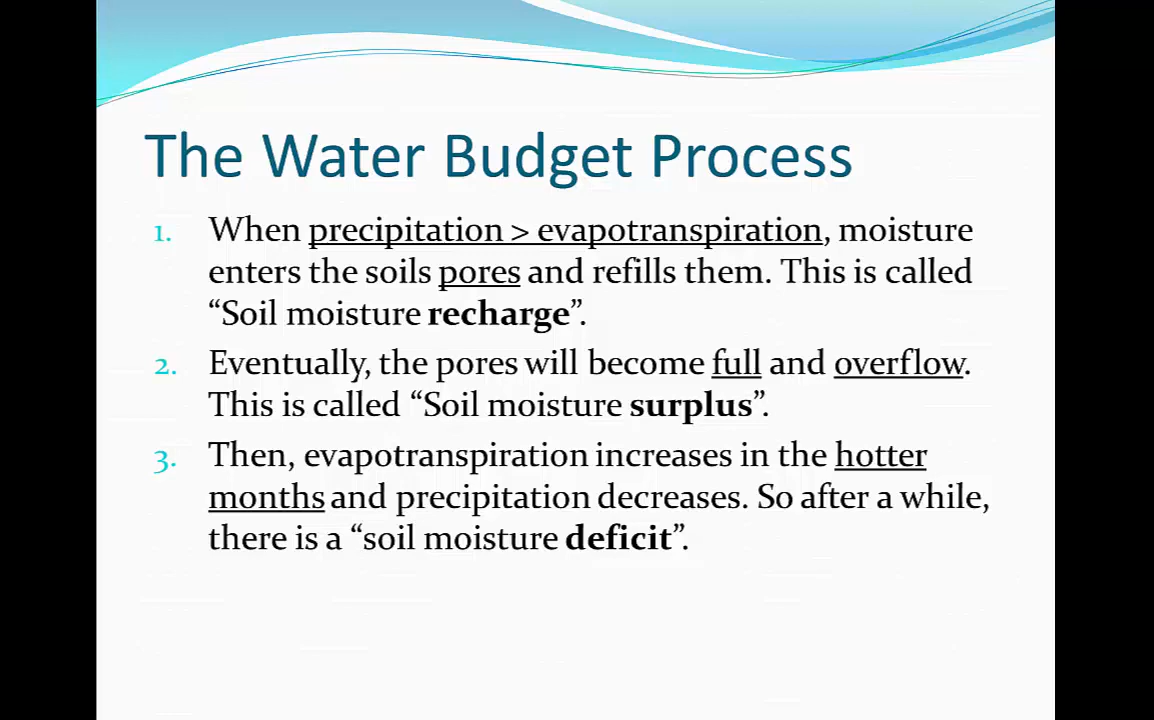 The Water Budget Process
1. When precipitation > evapotranspiration, moisture
enters the soils pores and refills them. This is called
“Soil moisture recharge”.
2. Eventually, the pores will become full and overflow.
This is called “Soil moisture surplus”.
3. Then, evapotranspiration increases in the hotter
months and precipitation decreases. So after a while,
there is a “soil moisture deficit”.